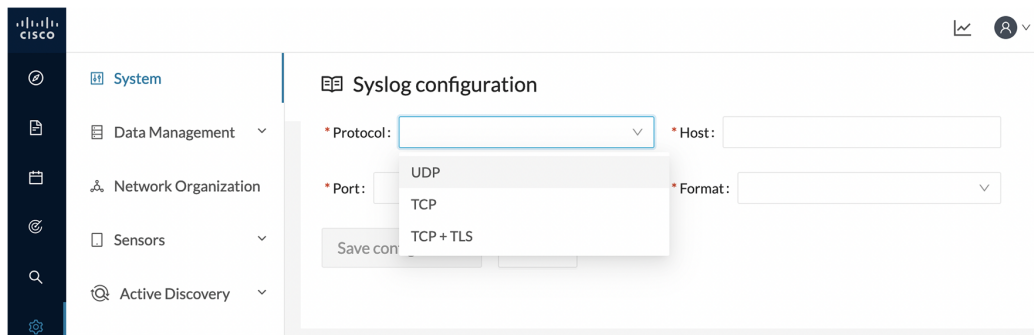 CISCO
System
Data Management
Network Organization
Sensors
Active Discovery
Syslog configuration
* Protocol:
* Host:
UDP
TCP
TCP + TLS
* Port:
* Format:
Save con